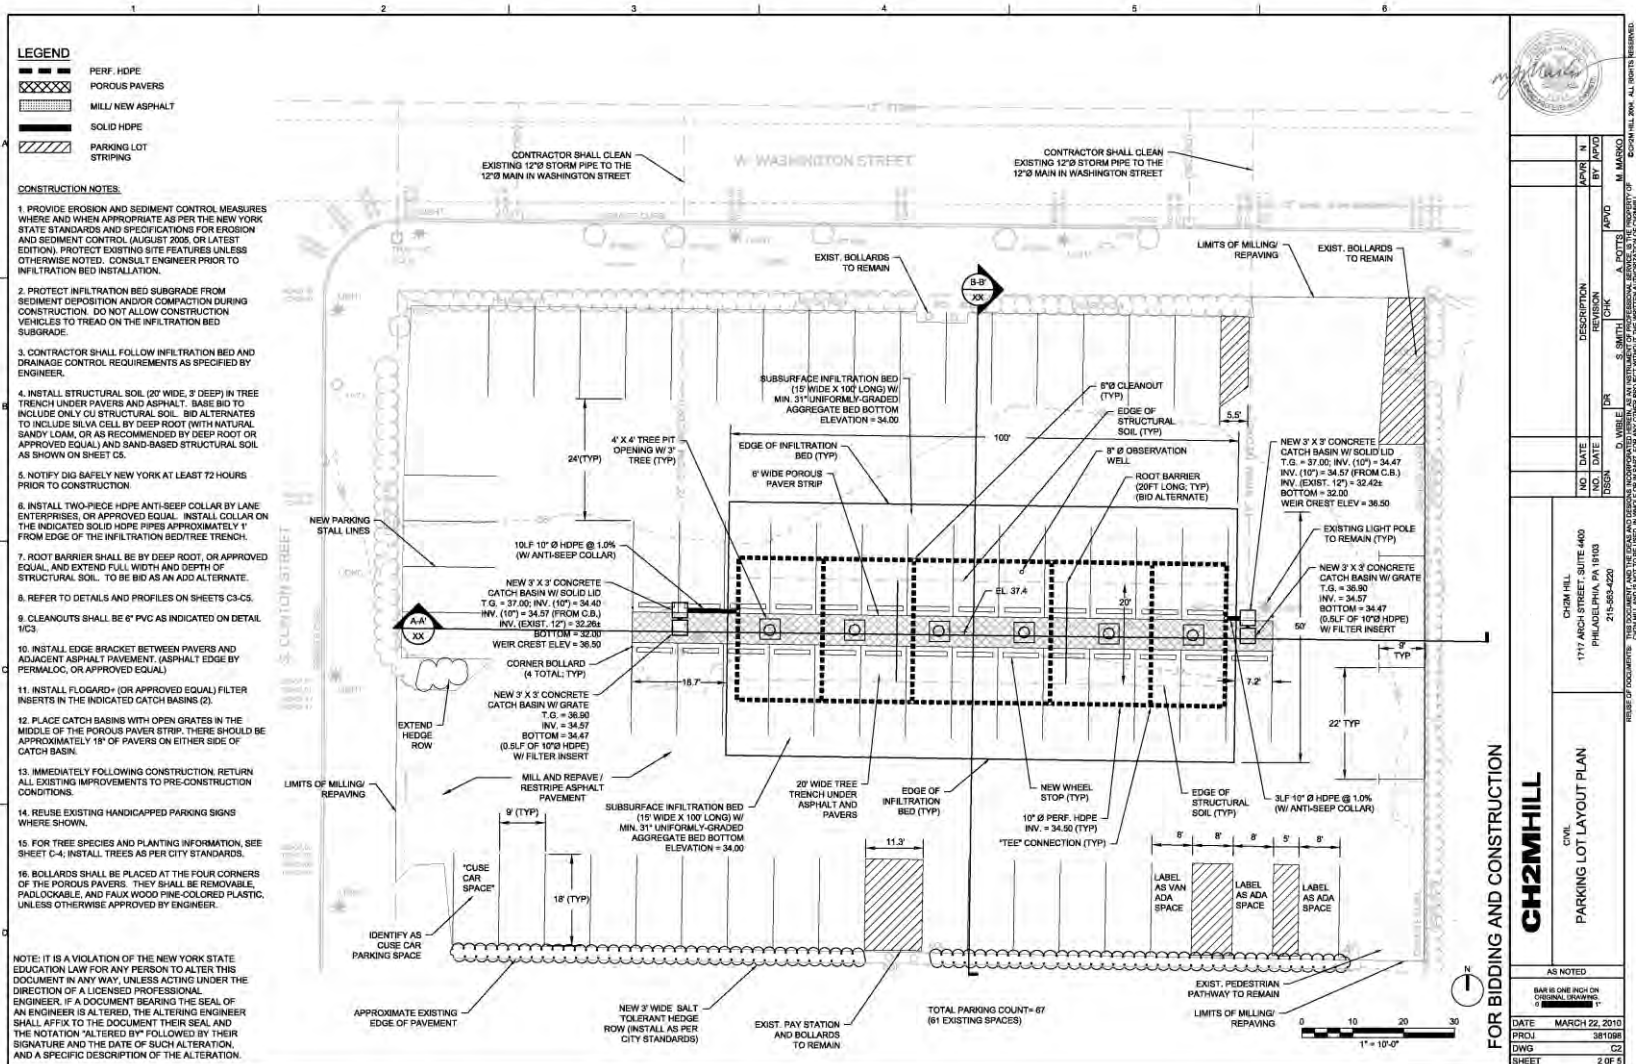 1 2 3 4 5 6
A
B
C
D
LEGEND
PERF. HDPE
POROUS PAVERS
MILL/ NEW ASPHALT
SOLID HDPE
PARKING LOT
STRIPING
CONSTRUCTION NOTES:
1. PROVIDE EROSION AND SEDIMENT CONTROL MEASURES
WHERE AND WHEN APPROPRIATE AS PER THE NEW YORK
STATE STANDARDS AND SPECIFICATIONS FOR EROSION
AND SEDIMENT CONTROL (AUGUST 2005, OR LATEST
EDITION). PROTECT EXISTING SITE FEATURES UNLESS
OTHERWISE NOTED. CONSULT ENGINEER PRIOR TO
INFILTRATION BED INSTALLATION.
2. PROTECT INFILTRATION BED SUBGRADE FROM
SEDIMENT DEPOSITION AND/OR COMPACTION DURING
CONSTRUCTION. DO NOT ALLOW CONSTRUCTION
VEHICLES TO TREAD ON THE INFILTRATION BED
SUBGRADE.
3. CONTRACTOR SHALL FOLLOW INFILTRATION BED AND
DRAINAGE CONTROL REQUIREMENTS AS SPECIFIED BY
ENGINEER.
4. INSTALL STRUCTURAL SOIL (20' WIDE, 3' DEEP) IN TREE
TRENCH UNDER PAVERS AND ASPHALT. BASE BID TO
INCLUDE ONLY CU STRUCTURAL SOIL. BID ALTERNATES
TO INCLUDE SILVA CELL BY DEEP ROOT (WITH NATURAL
SANDY LOAM, OR AS RECOMMENDED BY DEEP ROOT OR
APPROVED EQUAL) AND SAND-BASED STRUCTURAL SOIL
AS SHOWN ON SHEET C5.
5. NOTIFY DIG SAFELY NEW YORK AT LEAST 72 HOURS
PRIOR TO CONSTRUCTION.
6. INSTALL TWO-PIECE HDPE ANTI-SEEP COLLAR BY LANE
ENTERPRISES, OR APPROVED EQUAL. INSTALL COLLAR ON
THE INDICATED SOLID HDPE PIPES APPROXIMATELY 1'
FROM EDGE OF THE INFILTRATION BED/TREE TRENCH.
7. ROOT BARRIER SHALL BE BY DEEP ROOT, OR APPROVED
EQUAL, AND EXTEND FULL WIDTH AND DEPTH OF
STRUCTURAL SOIL. TO BE BID AS AN ADD ALTERNATE.
8. REFER TO DETAILS AND PROFILES ON SHEETS C3-C5.
9. CLEANOUTS SHALL BE 6" PVC AS INDICATED ON DETAIL
1/C3.
10. INSTALL EDGE BRACKET BETWEEN PAVERS AND
ADJACENT ASPHALT PAVEMENT. (ASPHALT EDGE BY
PERMALOC, OR APPROVED EQUAL)
11. INSTALL FLOGARD+ (OR APPROVED EQUAL) FILTER
INSERTS IN THE INDICATED CATCH BASINS (2).
12. PLACE CATCH BASINS WITH OPEN GRATES IN THE
MIDDLE OF THE POROUS PAVER STRIP. THERE SHOULD BE
APPROXIMATELY 18" OF PAVERS ON EITHER SIDE OF
CATCH BASIN.
13. IMMEDIATELY FOLLOWING CONSTRUCTION, RETURN
ALL EXISTING IMPROVEMENTS TO PRE-CONSTRUCTION
CONDITIONS.
14. REUSE EXISTING HANDICAPPED PARKING SIGNS
WHERE SHOWN.
15. FOR TREE SPECIES AND PLANTING INFORMATION, SEE
SHEET C-4; INSTALL TREES AS PER CITY STANDARDS.
16. BOLLARDS SHALL BE PLACED AT THE FOUR CORNERS
OF THE POROUS PAVERS. THEY SHALL BE REMOVABLE,
PADLOCKABLE, AND FAUX WOOD PINE-COLORED PLASTIC,
UNLESS OTHERWISE APPROVED BY ENGINEER.
NOTE: IT IS A VIOLATION OF THE NEW YORK STATE
EDUCATION LAW FOR ANY PERSON TO ALTER THIS
DOCUMENT IN ANY WAY, UNLESS ACTING UNDER THE
DIRECTION OF A LICENSED PROFESSIONAL
ENGINEER. IF A DOCUMENT BEARING THE SEAL OF
AN ENGINEER IS ALTERED, THE ALTERING ENGINEER
SHALL AFFIX TO THE DOCUMENT THEIR SEAL AND
THE NOTATION "ALTERED BY" FOLLOWED BY THEIR
SIGNATURE AND THE DATE OF SUCH ALTERATION,
AND A SPECIFIC DESCRIPTION OF THE ALTERATION.
W. WASHINGTON STREET
S. CLINTON STREET
CONTRACTOR SHALL CLEAN
EXISTING 12"Ø STORM PIPE TO THE
12"Ø MAIN IN WASHINGTON STREET
CONTRACTOR SHALL CLEAN
EXISTING 12"Ø STORM PIPE TO THE
12"Ø MAIN IN WASHINGTON STREET
EXIST. BOLLARDS
TO REMAIN
B-B'
XX
LIMITS OF MILLING/
REPAVING
EXIST. BOLLARDS
TO REMAIN
SUBSURFACE INFILTRATION BED
(15' WIDE X 100' LONG) W/
MIN. 31" UNIFORMLY-GRADED
AGGREGATE BED BOTTOM
ELEVATION = 34.00
6"Ø CLEANOUT
(TYP)
EDGE OF
STRUCTURAL
SOIL (TYP)
5.5'
100'
24'(TYP)
4' X 4' TREE PIT
OPENING W/ 3"
TREE (TYP)
EDGE OF INFILTRATION
BED (TYP)
6' WIDE POROUS
PAVER STRIP
8" Ø OBSERVATION
WELL
ROOT BARRIER
(20FT LONG; TYP)
(BID ALTERNATE)
NEW 3' X 3' CONCRETE
CATCH BASIN W/ SOLID LID
T.G. = 37.00; INV. (10") = 34.47
INV. (10") = 34.57 (FROM C.B.)
INV. (EXIST. 12") = 32.42±
BOTTOM = 32.00
WEIR CREST ELEV = 36.50
NEW PARKING
STALL LINES
EXISTING LIGHT POLE
TO REMAIN (TYP)
10LF 10" Ø HDPE @ 1.0%
(W/ ANTI-SEEP COLLAR)
NEW 3' X 3' CONCRETE
CATCH BASIN W/ SOLID LID
T.G. = 37.00; INV. (10") = 34.40
INV. (10") = 34.57 (FROM C.B.)
INV. (EXIST. 12") = 32.26±
BOTTOM = 32.00
WEIR CREST ELEV = 36.50
EL. 37.4
20'
NEW 3' X 3' CONCRETE
CATCH BASIN W/ GRATE
T.G. = 36.90
INV. = 34.57
BOTTOM = 34.47
(0.5LF OF 10"Ø HDPE)
W/ FILTER INSERT
50'
9'
TYP
A-A'
XX
CORNER BOLLARD
(4 TOTAL; TYP)
18.7'
7.2'
NEW 3' X 3' CONCRETE
CATCH BASIN W/ GRATE
T.G. = 36.90
INV. = 34.57
BOTTOM = 34.47
(0.5LF OF 10"Ø HDPE)
W/ FILTER INSERT
EXTEND
HEDGE
ROW
22' TYP
LIMITS OF MILLING/
REPAVING
MILL AND REPAVE /
RESTRIPE ASPHALT
PAVEMENT
SUBSURFACE INFILTRATION BED
(15' WIDE X 100' LONG) W/
MIN. 31" UNIFORMLY-GRADED
AGGREGATE BED BOTTOM
ELEVATION = 34.00
20' WIDE TREE
TRENCH UNDER
ASPHALT AND
PAVERS
EDGE OF
INFILTRATION
BED (TYP)
NEW WHEEL
STOP (TYP)
10" Ø PERF. HDPE
INV. = 34.50 (TYP)
"TEE" CONNECTION (TYP)
EDGE OF
STRUCTURAL
SOIL (TYP)
3LF 10" Ø HDPE @ 1.0%
(W/ ANTI-SEEP COLLAR)
9' (TYP)
18' (TYP)
11.3'
8' 8' 8' 5' 8'
"CUSE
CAR
SPACE"
LABEL
AS VAN
ADA
SPACE
LABEL
AS ADA
SPACE
LABEL
AS ADA
SPACE
IDENTIFY AS
CUSE CAR
PARKING SPACE
APPROXIMATE EXISTING
EDGE OF PAVEMENT
NEW 3' WIDE SALT
TOLERANT HEDGE
ROW (INSTALL AS PER
CITY STANDARDS)
EXIST. PAY STATION
AND BOLLARDS
TO REMAIN
TOTAL PARKING COUNT= 67
(61 EXISTING SPACES)
EXIST. PEDESTRIAN
PATHWAY TO REMAIN
LIMITS OF MILLING/
REPAVING
N
0 10 20 30
1" = 10'-0"
FOR BIDDING AND CONSTRUCTION
NO. DATE DESCRIPTION
NO. DATE REVISION BY APVD
DSGN DR CHK APVD
D. WIBLE S. SMITH A. POTTS M. MARKO
CH2M HILL
1717 ARCH STREET, SUITE 4400
PHILADELPHIA, PA 19103
215-563-4220
CH2MHILL
CIVIL
PARKING LOT LAYOUT PLAN
AS NOTED
BAR IS ONE INCH ON
ORIGINAL DRAWING.
0 1"
DATE MARCH 22, 2010
PROJ 381098
DWG C2
SHEET 2 OF 5